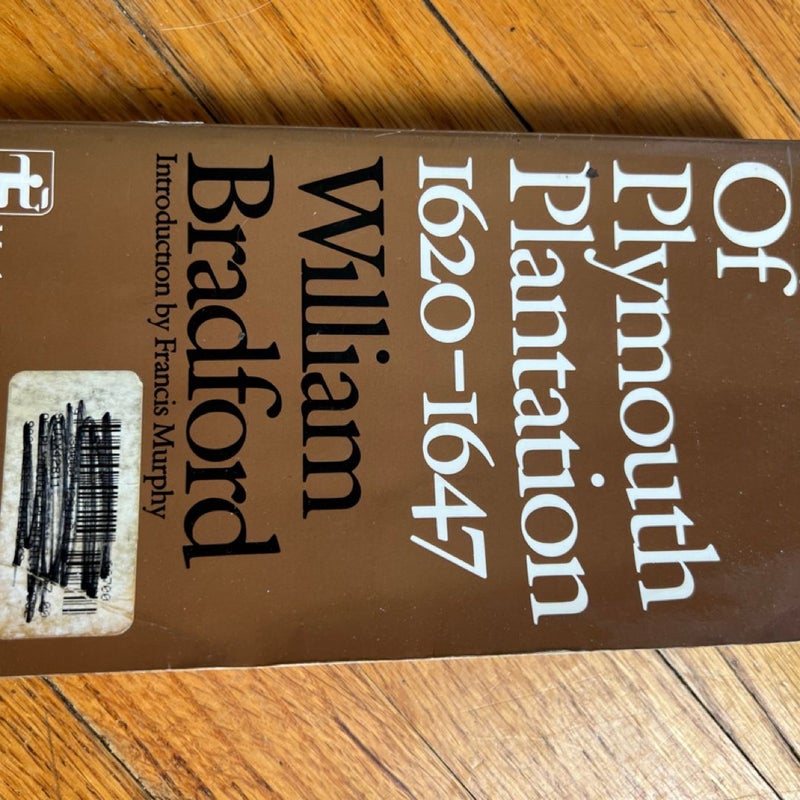 Of
Plymouth
Plantation
1620-1647
William
Bradford
Introduction by Francis Murphy